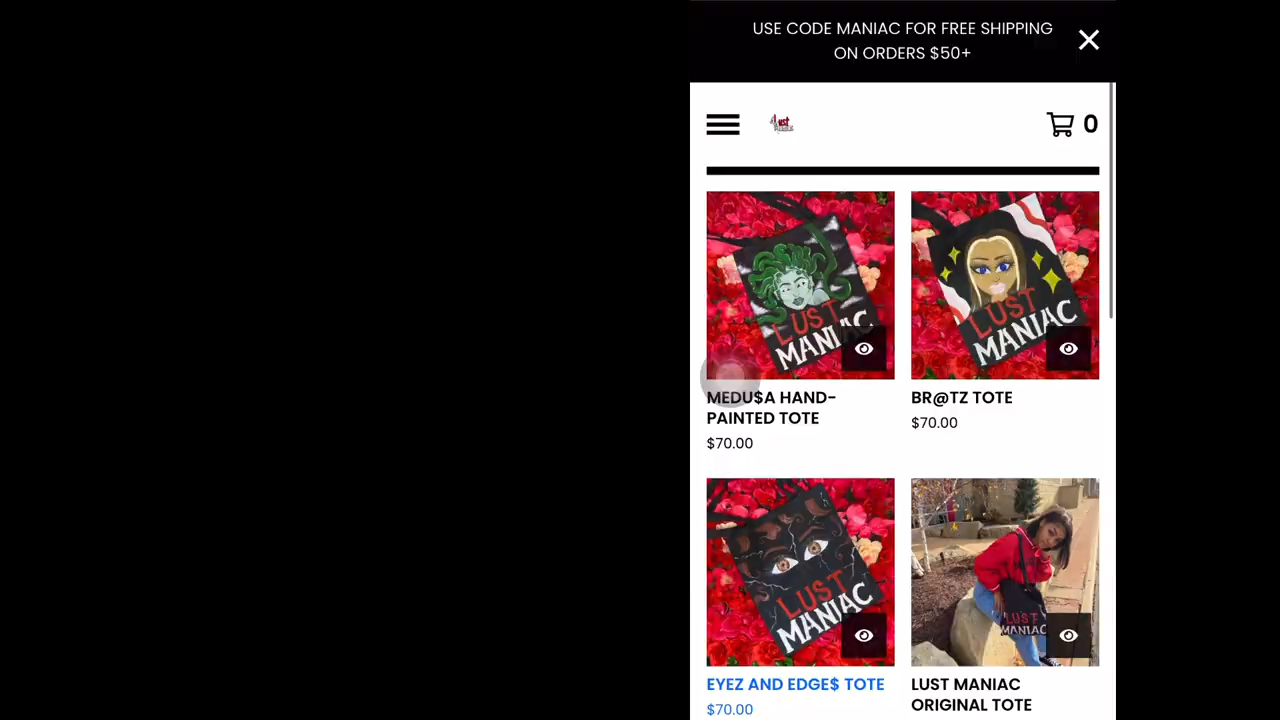 USE CODE MANIAC FOR FREE SHIPPING
ON ORDERS $50+
0
LUST
MANIAC
LUST
MANIAC
MEDU$A HAND-
PAINTED TOTE
$70.00
BR@TZ TOTE
$70.00
LUST
MANIAC
LUST
MANIAC
EYEZ AND EDGE$ TOTE
$70.00
LUST MANIAC
ORIGINAL TOTE